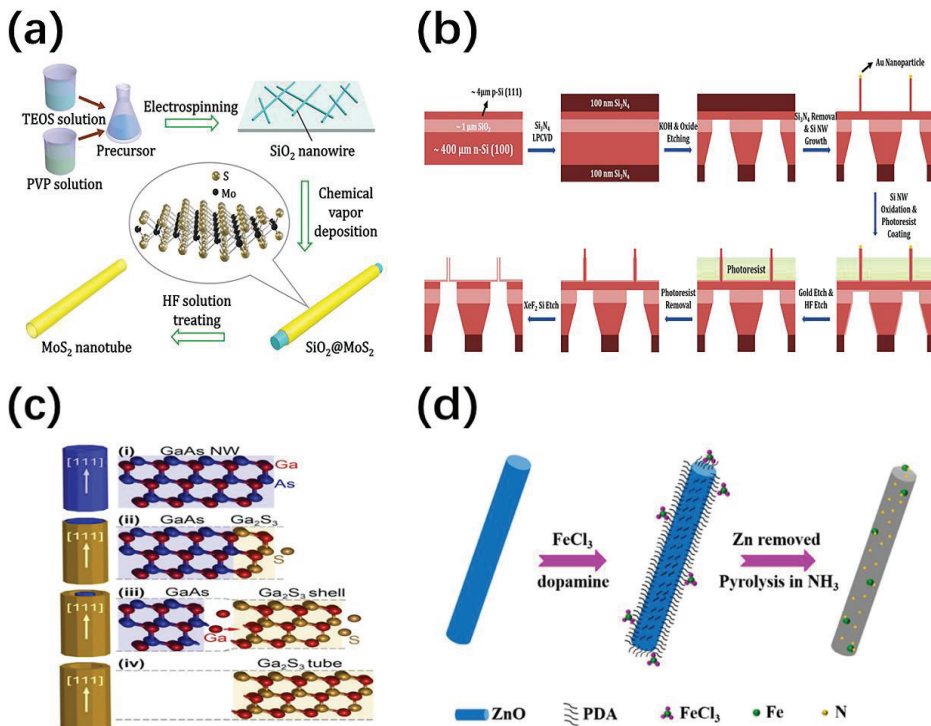 (a)
TEOS solution
PVP solution
Precursor
Electrospinning
SiO₂ nanowire
S
Mo
Chemical
vapor
deposition
HF solution
treating
MoS₂ nanotube
SiO₂@MoS₂
(b)
~ 4μm p-Si (111)
~ 1 μm SiO₂
~ 400 μm n-Si (100)
Si₃N₄
LPCVD
100 nm Si₃N₄
100 nm Si₃N₄
KOH & Oxide
Etching
Si₃N₄ Removal
& Si NW
Growth
Au Nanoparticle
Si NW
Oxidation &
Photoresist
Coating
Gold Etch &
HF Etch
Photoresist
Photoresist
Removal
XeF₂ Si Etch
(c)
[111]
(i)
GaAs NW
Ga
As
[111]
(ii)
GaAs
Ga₂S₃
S
[111]
(iii)
GaAs
Ga₂S₃ shell
Ga
S
[111]
(iv)
Ga₂S₃ tube
(d)
FeCl₃
dopamine
Zn removed
Pyrolysis in NH₃
ZnO
PDA
FeCl₃
Fe
N